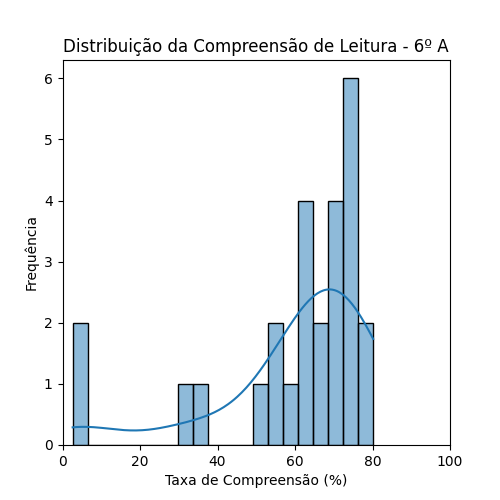 Distribuição da Compreensão de Leitura - 6º A
Frequência
6
5
4
3
2
1
0
0 20 40 60 80 100
Taxa de Compreensão (%)